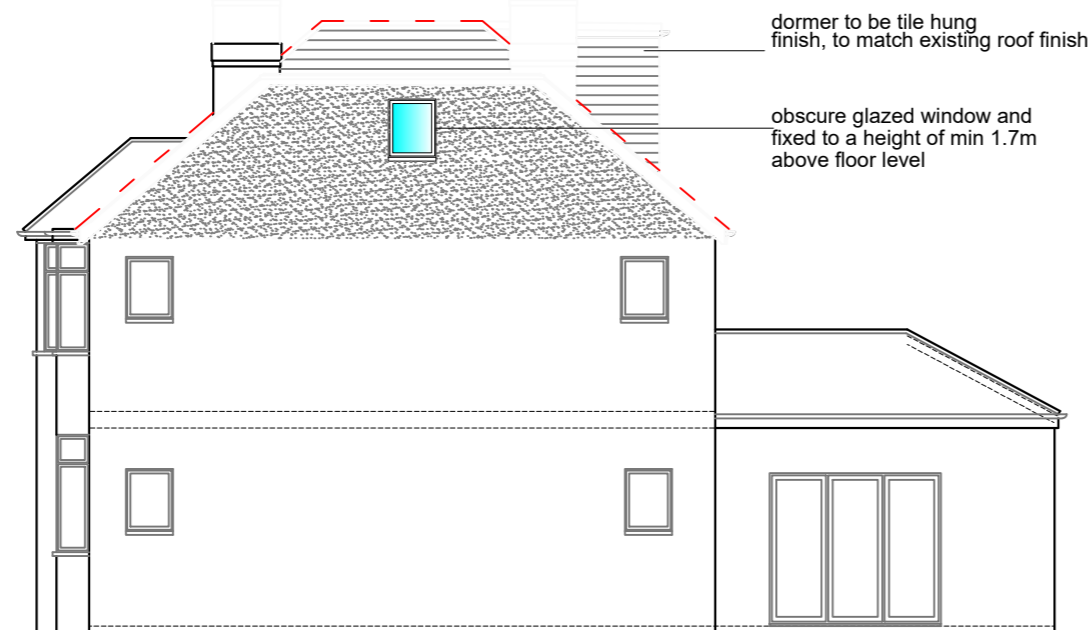 dormer to be tile hung
finish, to match existing roof finish
obscure glazed window and
fixed to a height of min 1.7m
above floor level